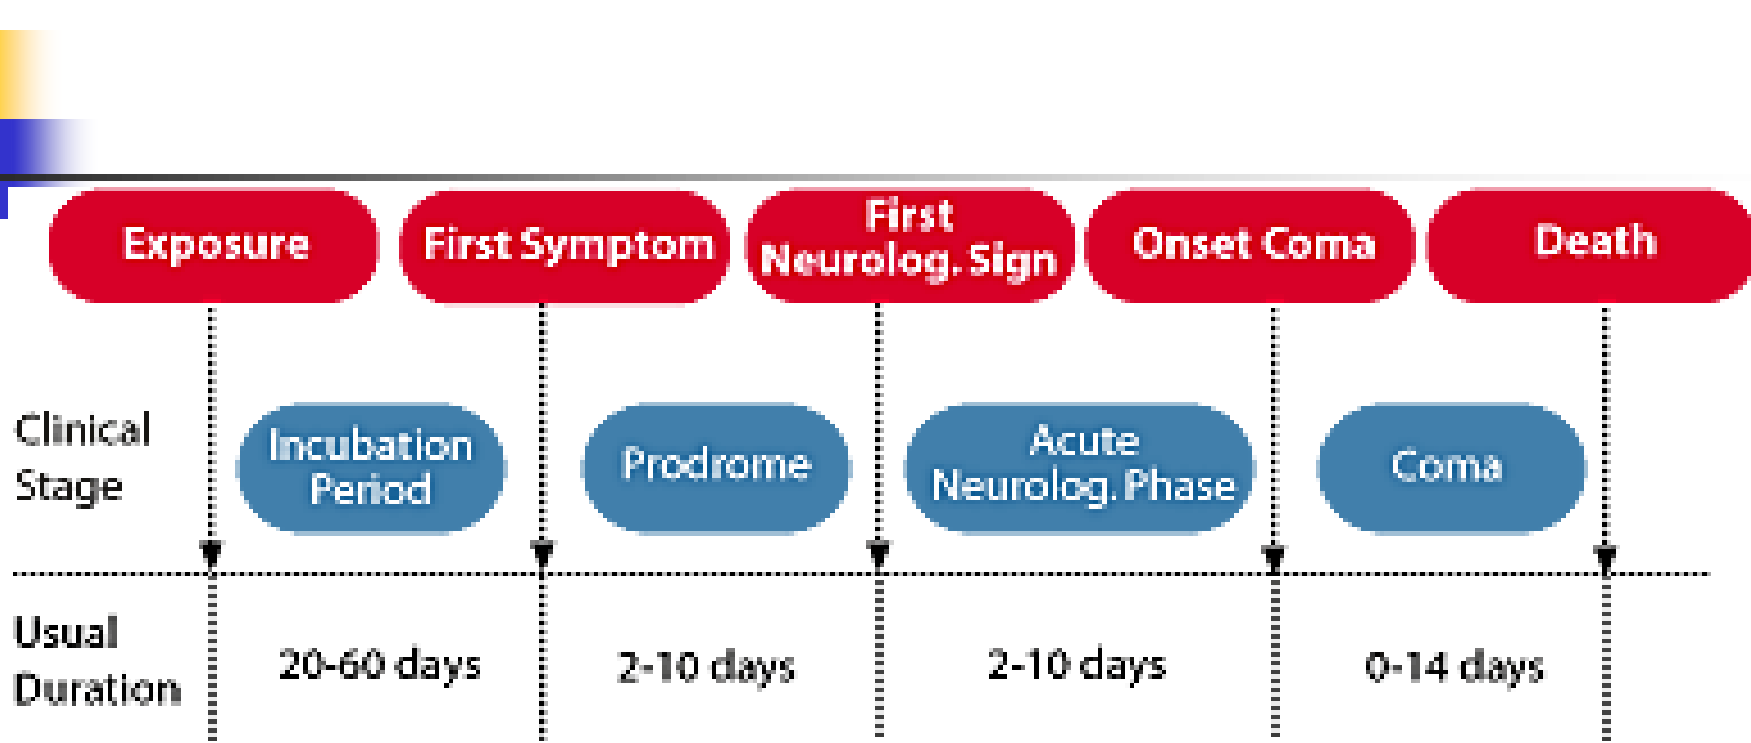 Exposure
First Symptom
First
Neurolog. Sign
Onset Coma
Death
Clinical
Stage
Incubation
Period
Prodrome
Acute
Neurolog. Phase
Coma
Usual
Duration
20-60 days
2-10 days
2-10 days
0-14 days